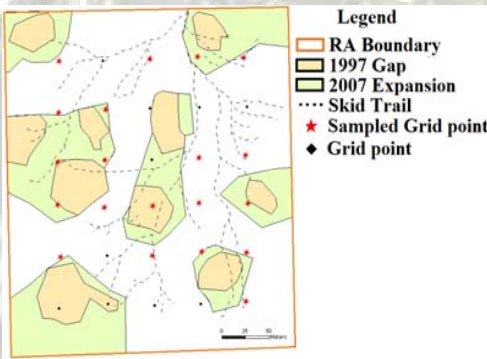 Legend
RA Boundary
1997 Gap
2007 Expansion
Skid Trail
Sampled Grid point
Grid point
0 25 50
Meters